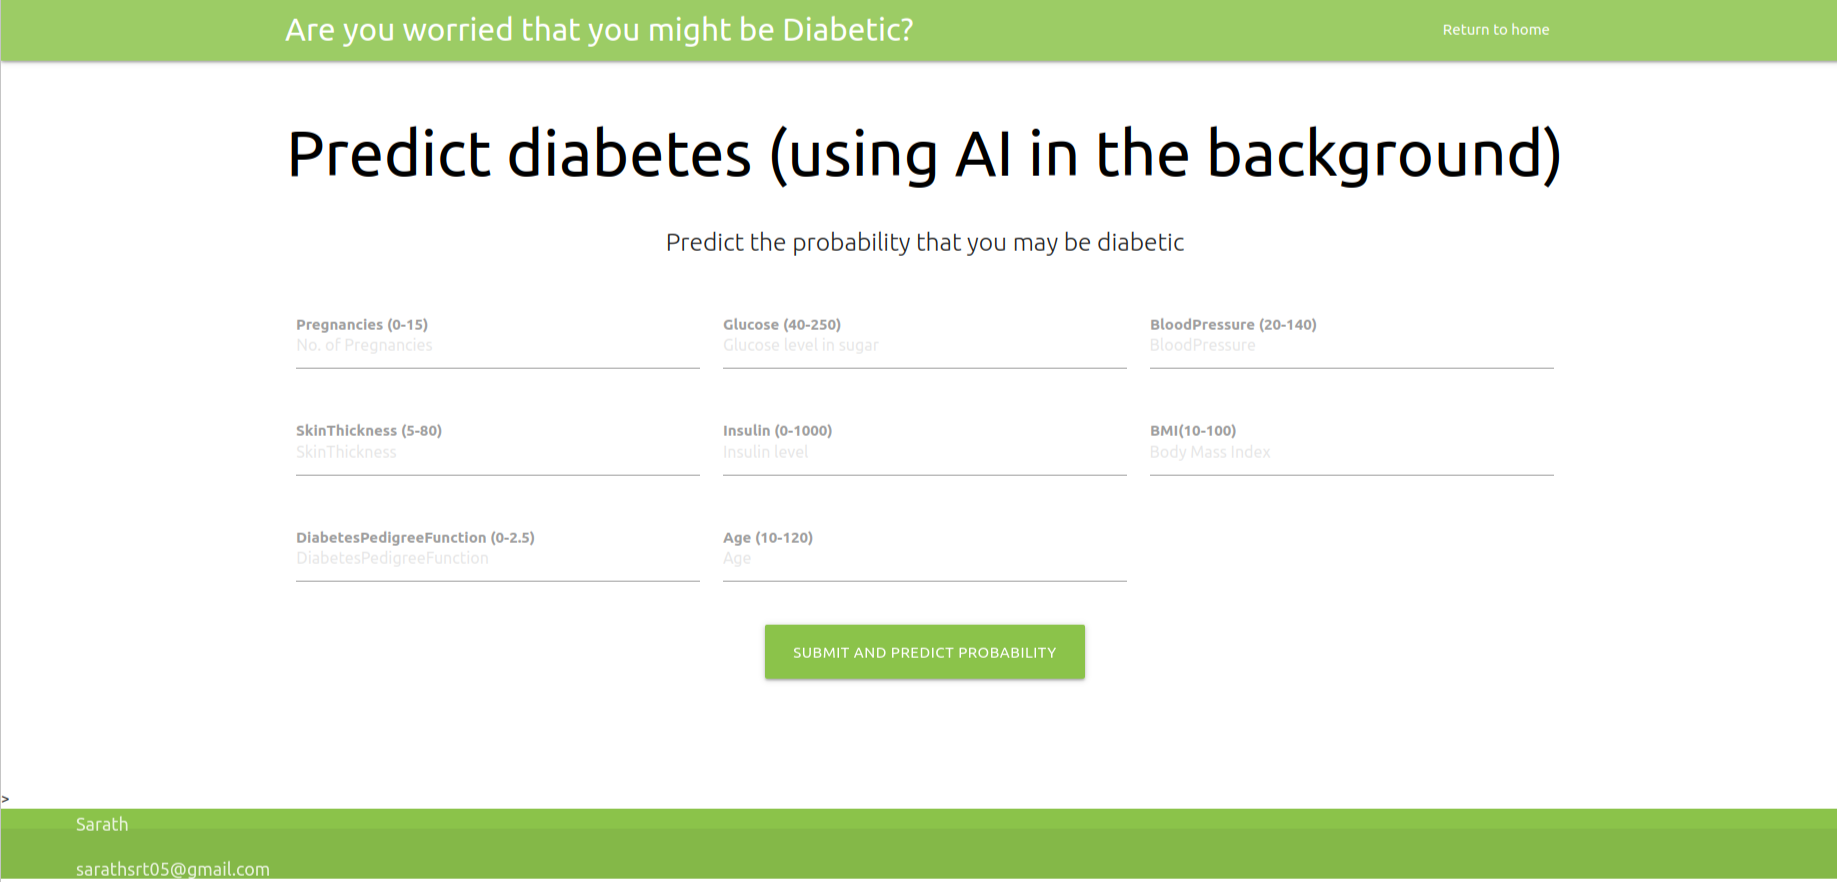 Are you worried that you might be Diabetic?
Return to home
Predict diabetes (using AI in the background)
Predict the probability that you may be diabetic
Pregnancies (0-15)
No. of Pregnancies
Glucose (40-250)
Glucose level in sugar
BloodPressure (20-140)
BloodPressure
SkinThickness (5-80)
SkinThickness
Insulin (0-1000)
Insulin level
BMI(10-100)
Body Mass Index
DiabetesPedigreeFunction (0-2.5)
DiabetesPedigreeFunction
Age (10-120)
Age
SUBMIT AND PREDICT PROBABILITY
>
Sarath
sarathsrt05@gmail.com